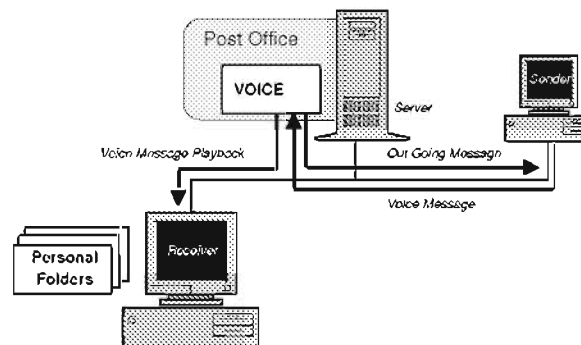 Post Office
VOICE
Sender
Server
Voice Message Playback
Out Going Message
Voice Message
Receiver
Personal
Folders